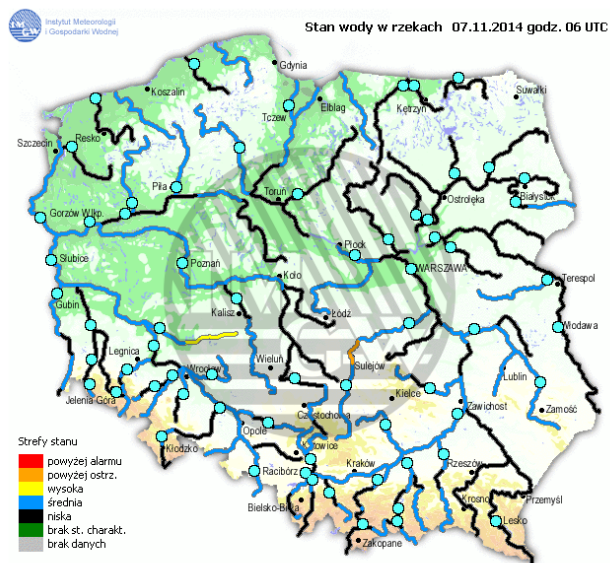 IMGW
Instytut Meteorologii
i Gospodarki Wodnej
Stan wody w rzekach 07.11.2014 godz. 06 UTC
Gdynia
Koszalin
Suwałki
Elbląg
Kętrzyn
Tczew
Resko
Szczecin
Piła
Toruń
Ostrołęka
Białystok
Gorzów Wlkp.
Płock
Słubice
Poznań
WARSZAWA
Koło
Terespol
Gubin
Kalisz
Łódź
Włodawa
Legnica
Wrocław
Wieluń
Sulejów
Lublin
Jelenia Góra
Kielce
Zawichost
Zamość
Częstochowa
Opole
Kłodzko
Katowice
Strefy stanu
Racibórz
Kraków
Rzeszów
powyżej alarmu
powyżej ostrz.
wysoka
średnia
niska
brak st. charakt.
brak danych
Bielsko-Biała
Krosno
Przemyśl
Lesko
Zakopane